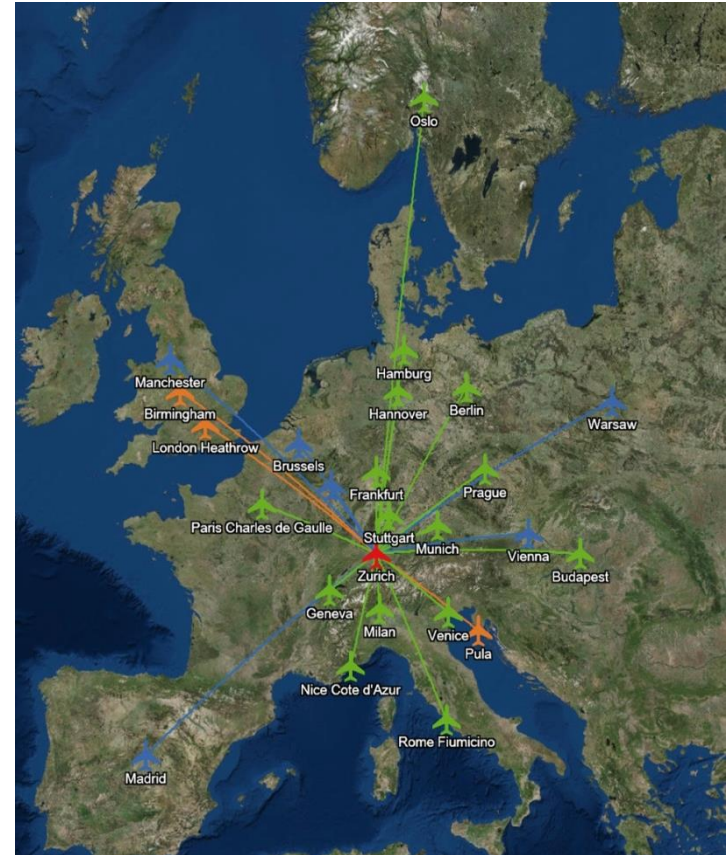 Oslo
Hamburg
Manchester
Birmingham
Hannover
Berlin
Warsaw
London Heathrow
Brussels
Frankfurt
Prague
Paris Charles de Gaulle
Stuttgart
Munich
Vienna
Zurich
Budapest
Geneva
Milan
Venice
Pula
Nice Cote d'Azur
Rome Fiumicino
Madrid